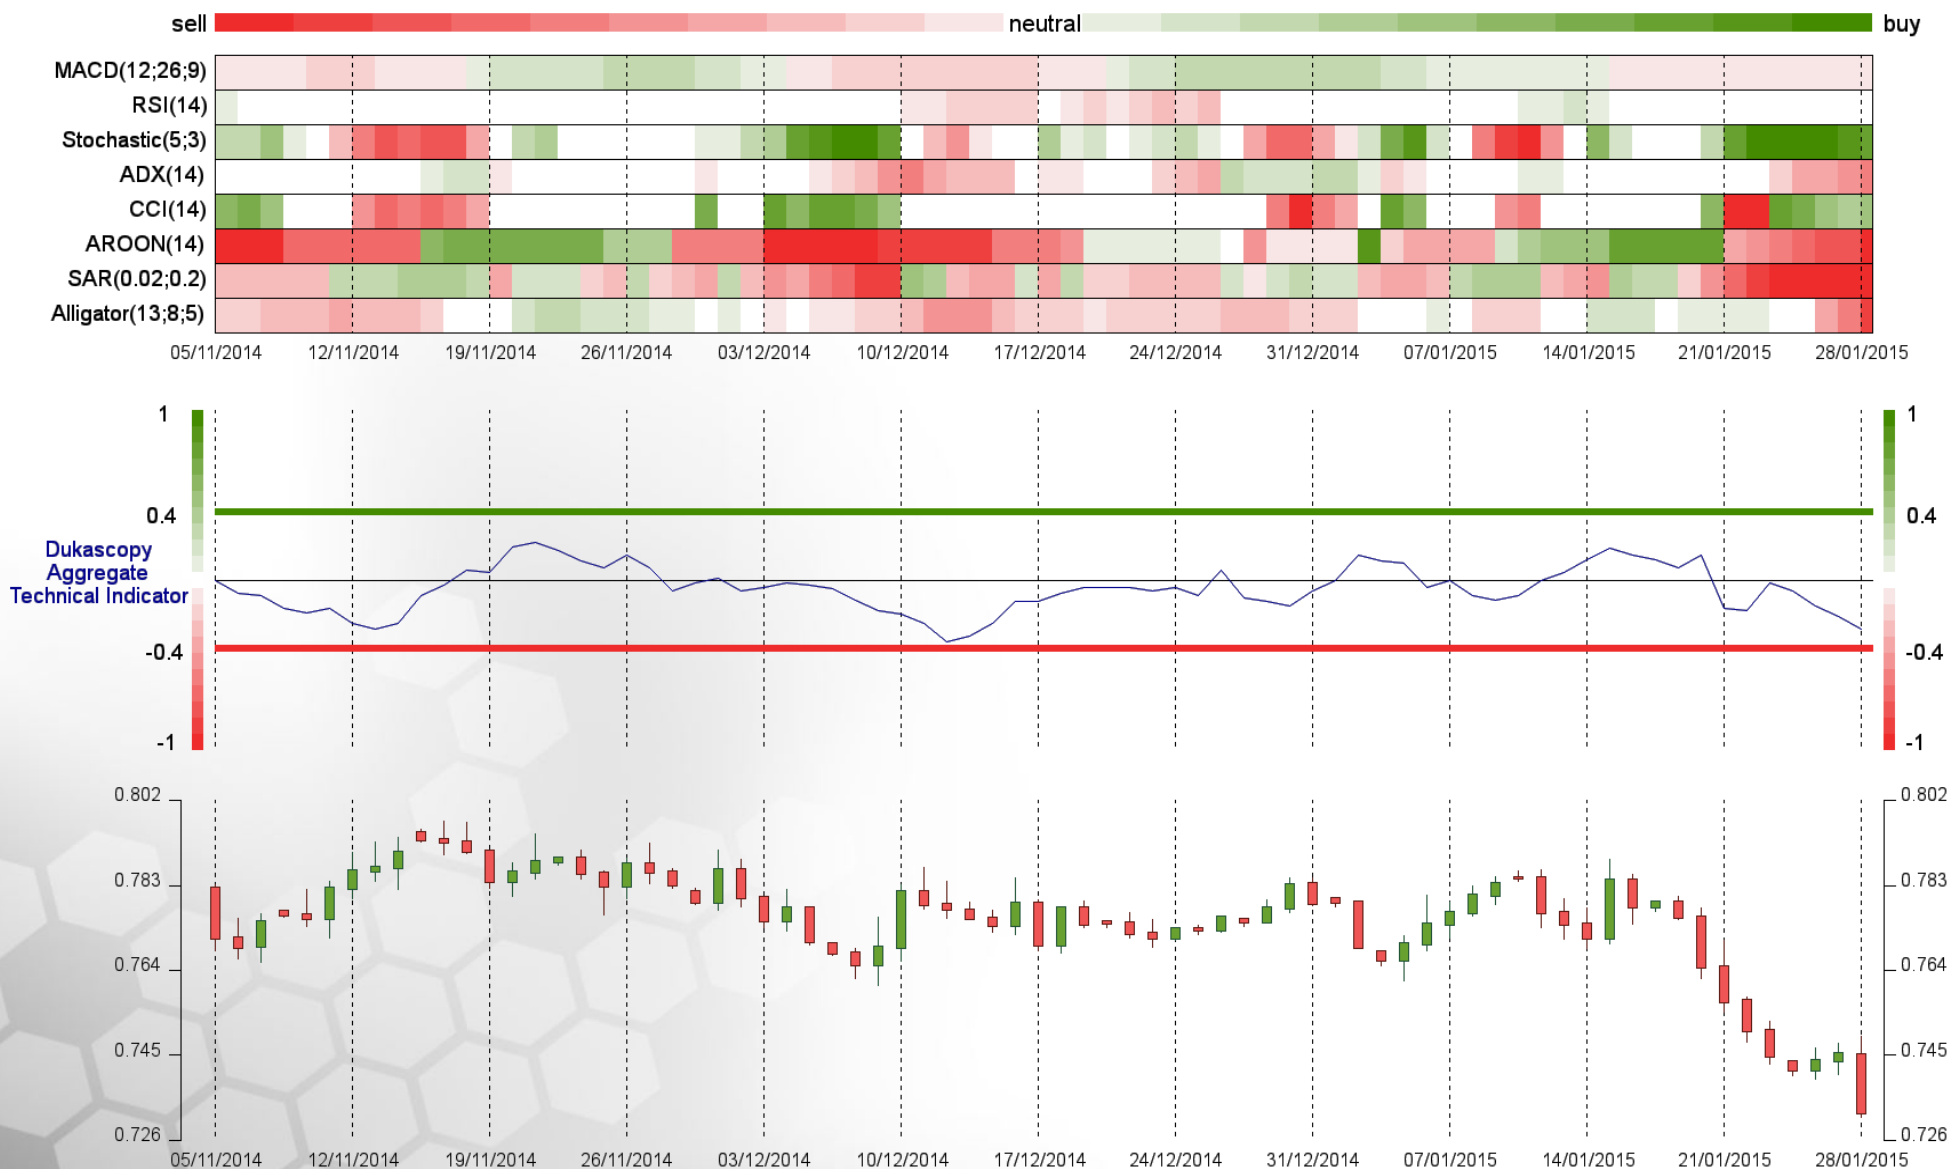 sell neutral buy
MACD(12;26;9)
RSI(14)
Stochastic(5;3)
ADX(14)
CCI(14)
AROON(14)
SAR(0.02;0.2)
Alligator(13;8;5)
05/11/2014 12/11/2014 19/11/2014 26/11/2014 03/12/2014 10/12/2014 17/12/2014 24/12/2014 31/12/2014 07/01/2015 14/01/2015 21/01/2015 28/01/2015
1 1
0.4 0.4
Dukascopy
Aggregate
Technical Indicator
-0.4 -0.4
-1 -1
0.802 0.802
0.783 0.783
0.764 0.764
0.745 0.745
0.726 0.726
05/11/2014 12/11/2014 19/11/2014 26/11/2014 03/12/2014 10/12/2014 17/12/2014 24/12/2014 31/12/2014 07/01/2015 14/01/2015 21/01/2015 28/01/2015